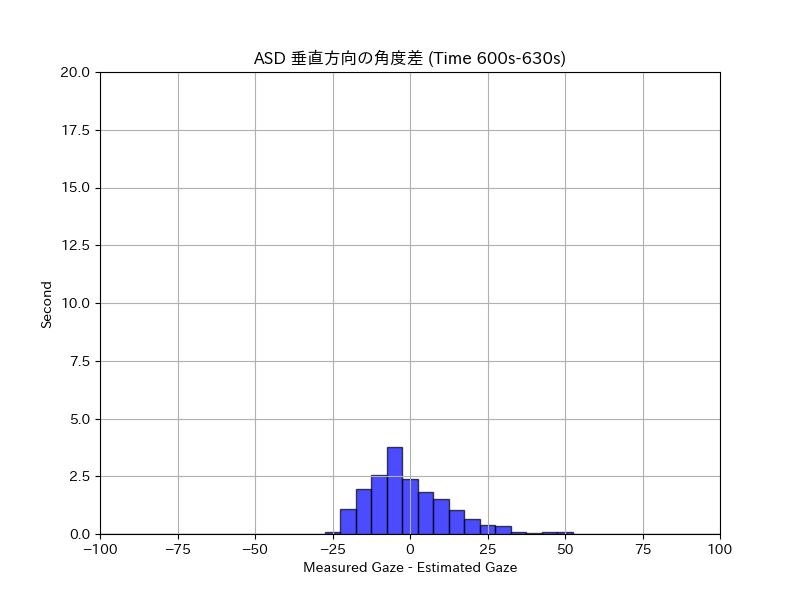 ASD 垂直方向の角度差 (Time 600s-630s)
20.0
17.5
15.0
12.5
10.0
7.5
5.0
2.5
0.0
Second
−100 −75 −50 −25 0 25 50 75 100
Measured Gaze - Estimated Gaze